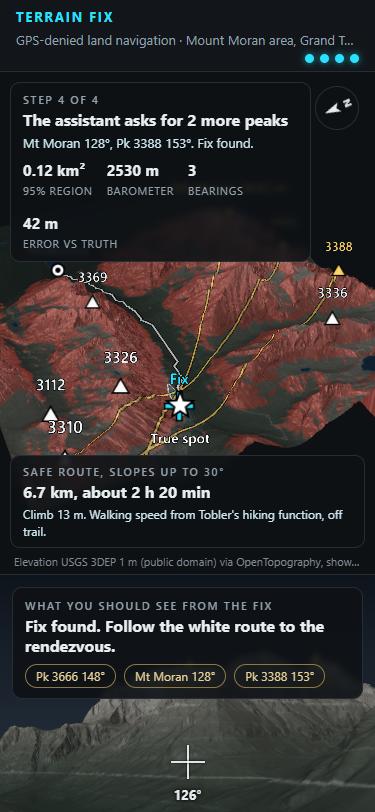 TERRAIN FIX
GPS-denied land navigation · Mount Moran area, Grand T...
STEP 4 OF 4
The assistant asks for 2 more peaks
Mt Moran 128°, Pk 3388 153°. Fix found.
0.12 km² 2530 m 3
95% REGION BAROMETER BEARINGS
42 m
ERROR VS TRUTH
N
3388
3369
3336
3326
Fix
3112
3310
True spot
SAFE ROUTE, SLOPES UP TO 30°
6.7 km, about 2 h 20 min
Climb 13 m. Walking speed from Tobler's hiking function, off
trail.
Elevation USGS 3DEP 1 m (public domain) via OpenTopography, show...
WHAT YOU SHOULD SEE FROM THE FIX
Fix found. Follow the white route to the
rendezvous.
Pk 3666 148° Mt Moran 128° Pk 3388 153°
126°